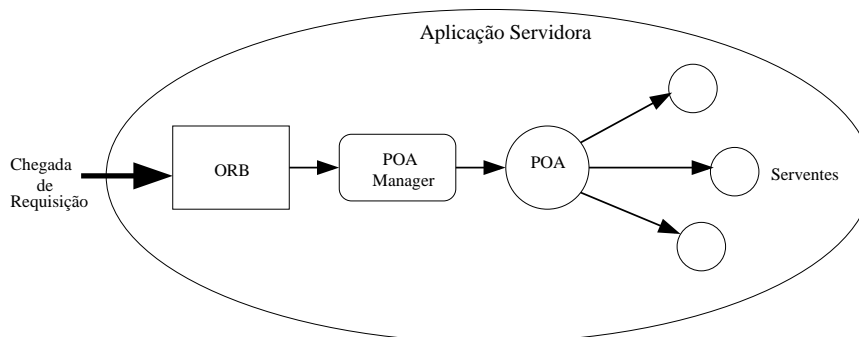 Aplicação Servidora
Chegada
de
Requisição
ORB
POA
Manager
POA
Serventes